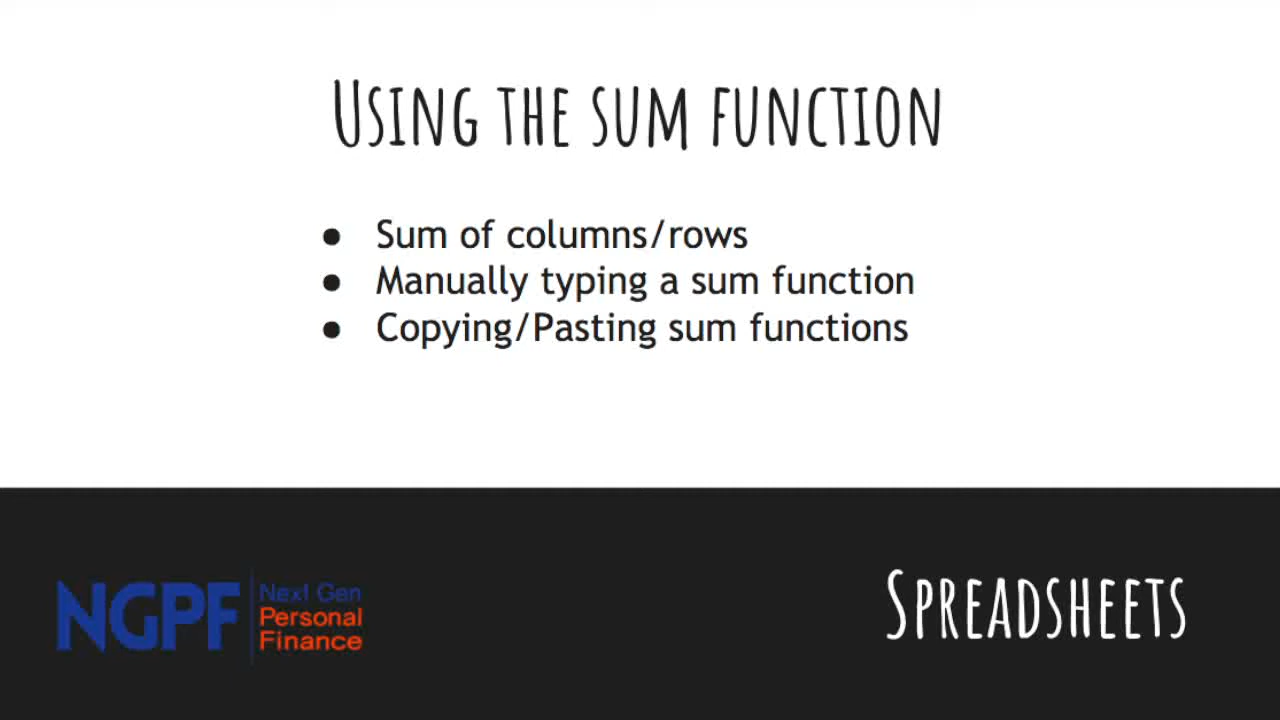 Using the sum function
● Sum of columns/rows
● Manually typing a sum function
● Copying/Pasting sum functions
NGPF
Next Gen
Personal
Finance
Spreadsheets